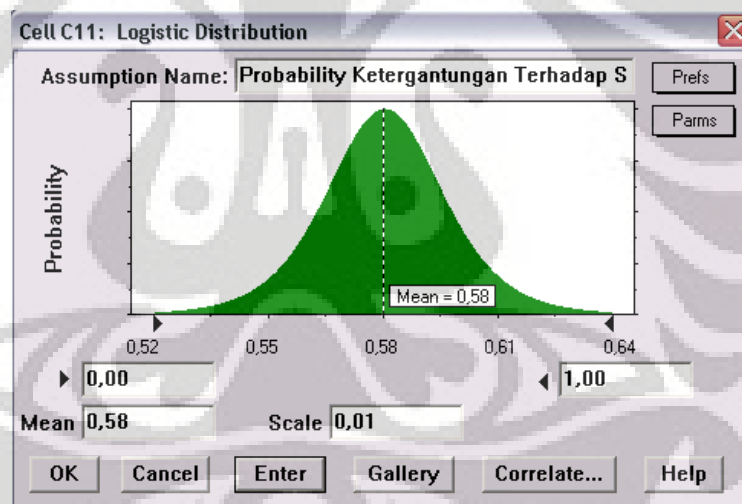 Cell C11: Logistic Distribution
Assumption Name: Probability Ketergantungan Terhadap S
Prefs
Parms
Probability
Mean = 0,58
0,52 0,55 0,58 0,61 0,64
0,00 1,00
Mean 0,58 Scale 0,01
OK Cancel Enter Gallery Correlate... Help